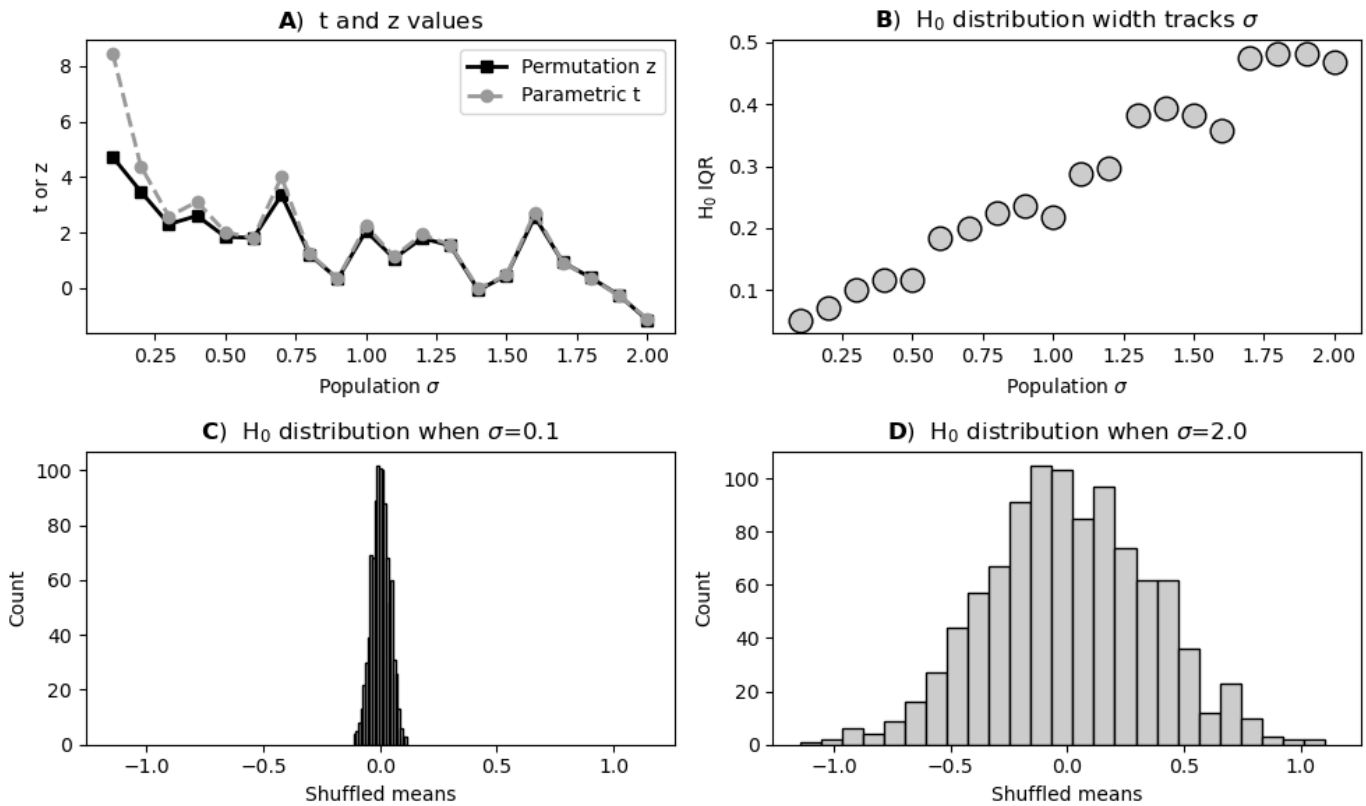 A) t and z values
t or z
8
6
4
2
0
Permutation z
Parametric t
0.25 0.50 0.75 1.00 1.25 1.50 1.75 2.00
Population σ
B) H₀ distribution width tracks σ
H₀ IQR
0.5
0.4
0.3
0.2
0.1
0.25 0.50 0.75 1.00 1.25 1.50 1.75 2.00
Population σ
C) H₀ distribution when σ=0.1
Count
100
80
60
40
20
0
−1.0 −0.5 0.0 0.5 1.0
Shuffled means
D) H₀ distribution when σ=2.0
Count
100
80
60
40
20
0
−1.0 −0.5 0.0 0.5 1.0
Shuffled means